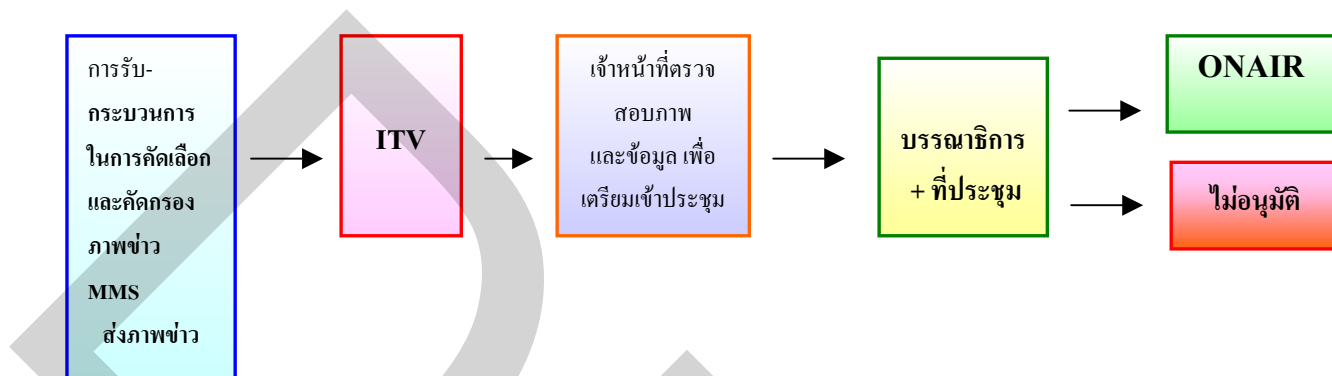 การรับ-
กระบวนการ
ในการคัดเลือก
และคัดกรอง
ภาพข่าว
MMS
ส่งภาพข่าว
ITV
เจ้าหน้าที่ตรวจ
สอบภาพ
และข้อมูล เพื่อ
เตรียมเข้าประชุม
บรรณาธิการ
+ ที่ประชุม
ONAIR
ไม่อนุมัติ